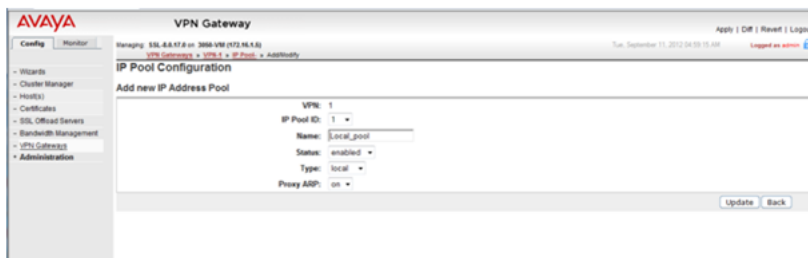 AVAYA
VPN Gateway
Apply | Diff | Revert | Logo
Config Monitor
Managing: SSL-8.0.17.0 on 3050-VM (172.16.1.5)
Tue, September 11, 2012 04:59:15 AM
Logged as admin
VPN Gateways » VPN-1 » IP Pool- » Add/Modify
- Wizards
- Cluster Manager
- Host(s)
- Certificates
- SSL Offload Servers
- Bandwidth Management
- VPN Gateways
+ Administration
IP Pool Configuration
Add new IP Address Pool
VPN: 1
IP Pool ID: 1
Name: Local_pool
Status: enabled
Type: local
Proxy ARP: on
Update Back